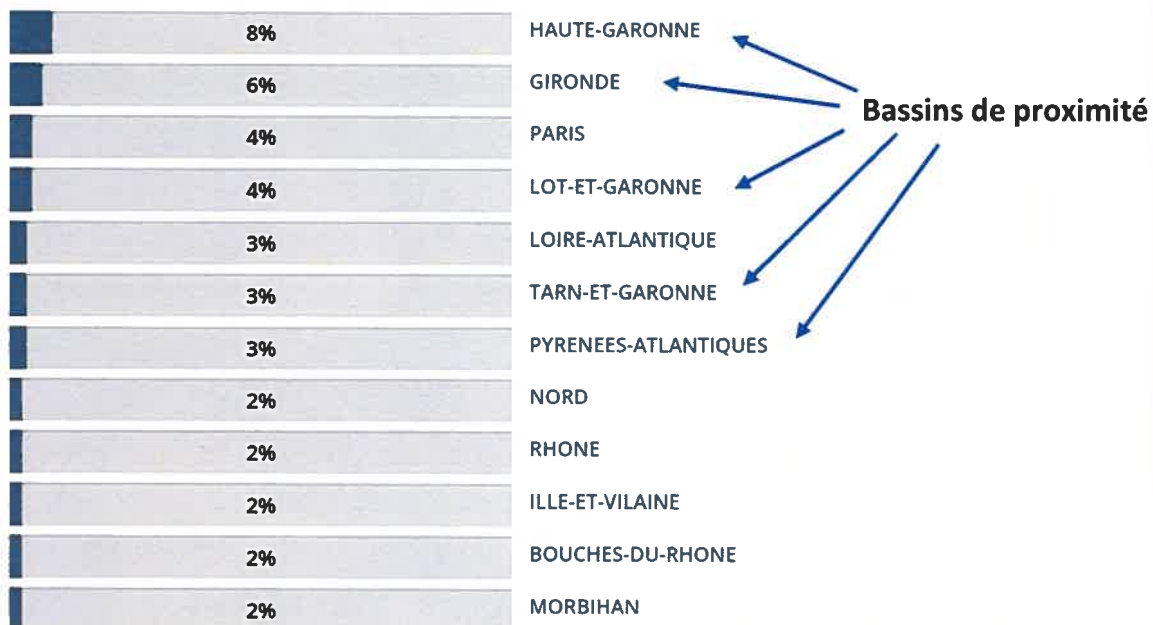 8% HAUTE-GARONNE
6% GIRONDE
Bassins de proximité
4% PARIS
4% LOT-ET-GARONNE
3% LOIRE-ATLANTIQUE
3% TARN-ET-GARONNE
3% PYRENEES-ATLANTIQUES
2% NORD
2% RHONE
2% ILLE-ET-VILAINE
2% BOUCHES-DU-RHONE
2% MORBIHAN